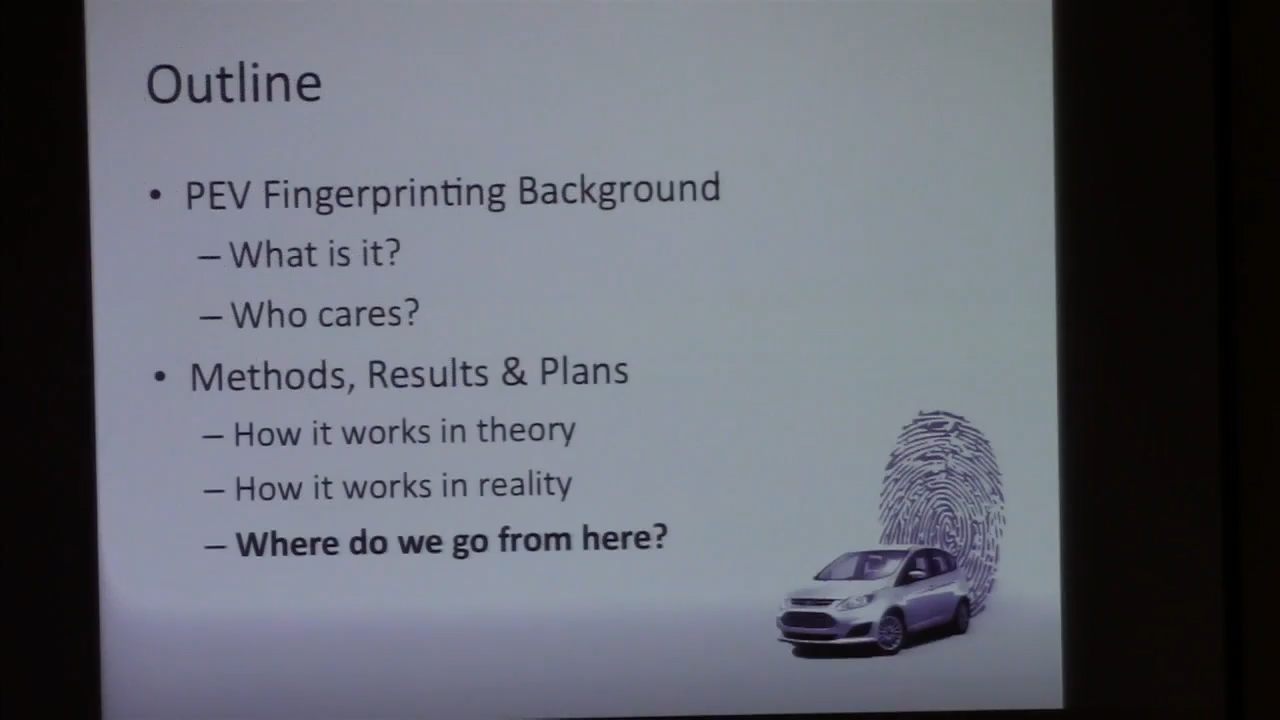 Outline
• PEV Fingerprinting Background
– What is it?
– Who cares?
• Methods, Results & Plans
– How it works in theory
– How it works in reality
– Where do we go from here?